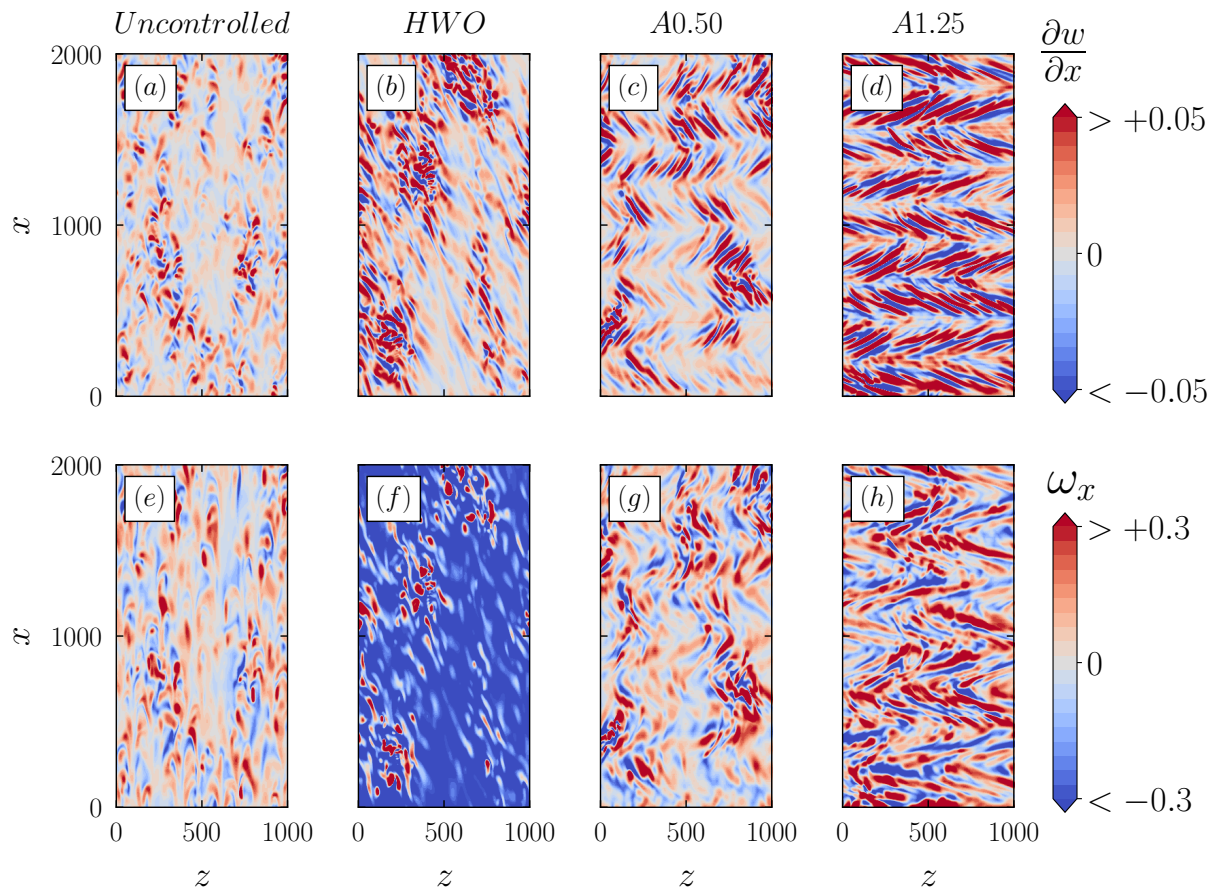 Uncontrolled HWO A0.50 A1.25
∂w
∂x
2000 (a) (b) (c) (d)
> +0.05
x 1000 0
0 < −0.05
2000 (e) (f) (g) (h)
ω_x
> +0.3
x 1000 0
0 < −0.3
0 500 1000 0 500 1000 0 500 1000 0 500 1000
z z z z